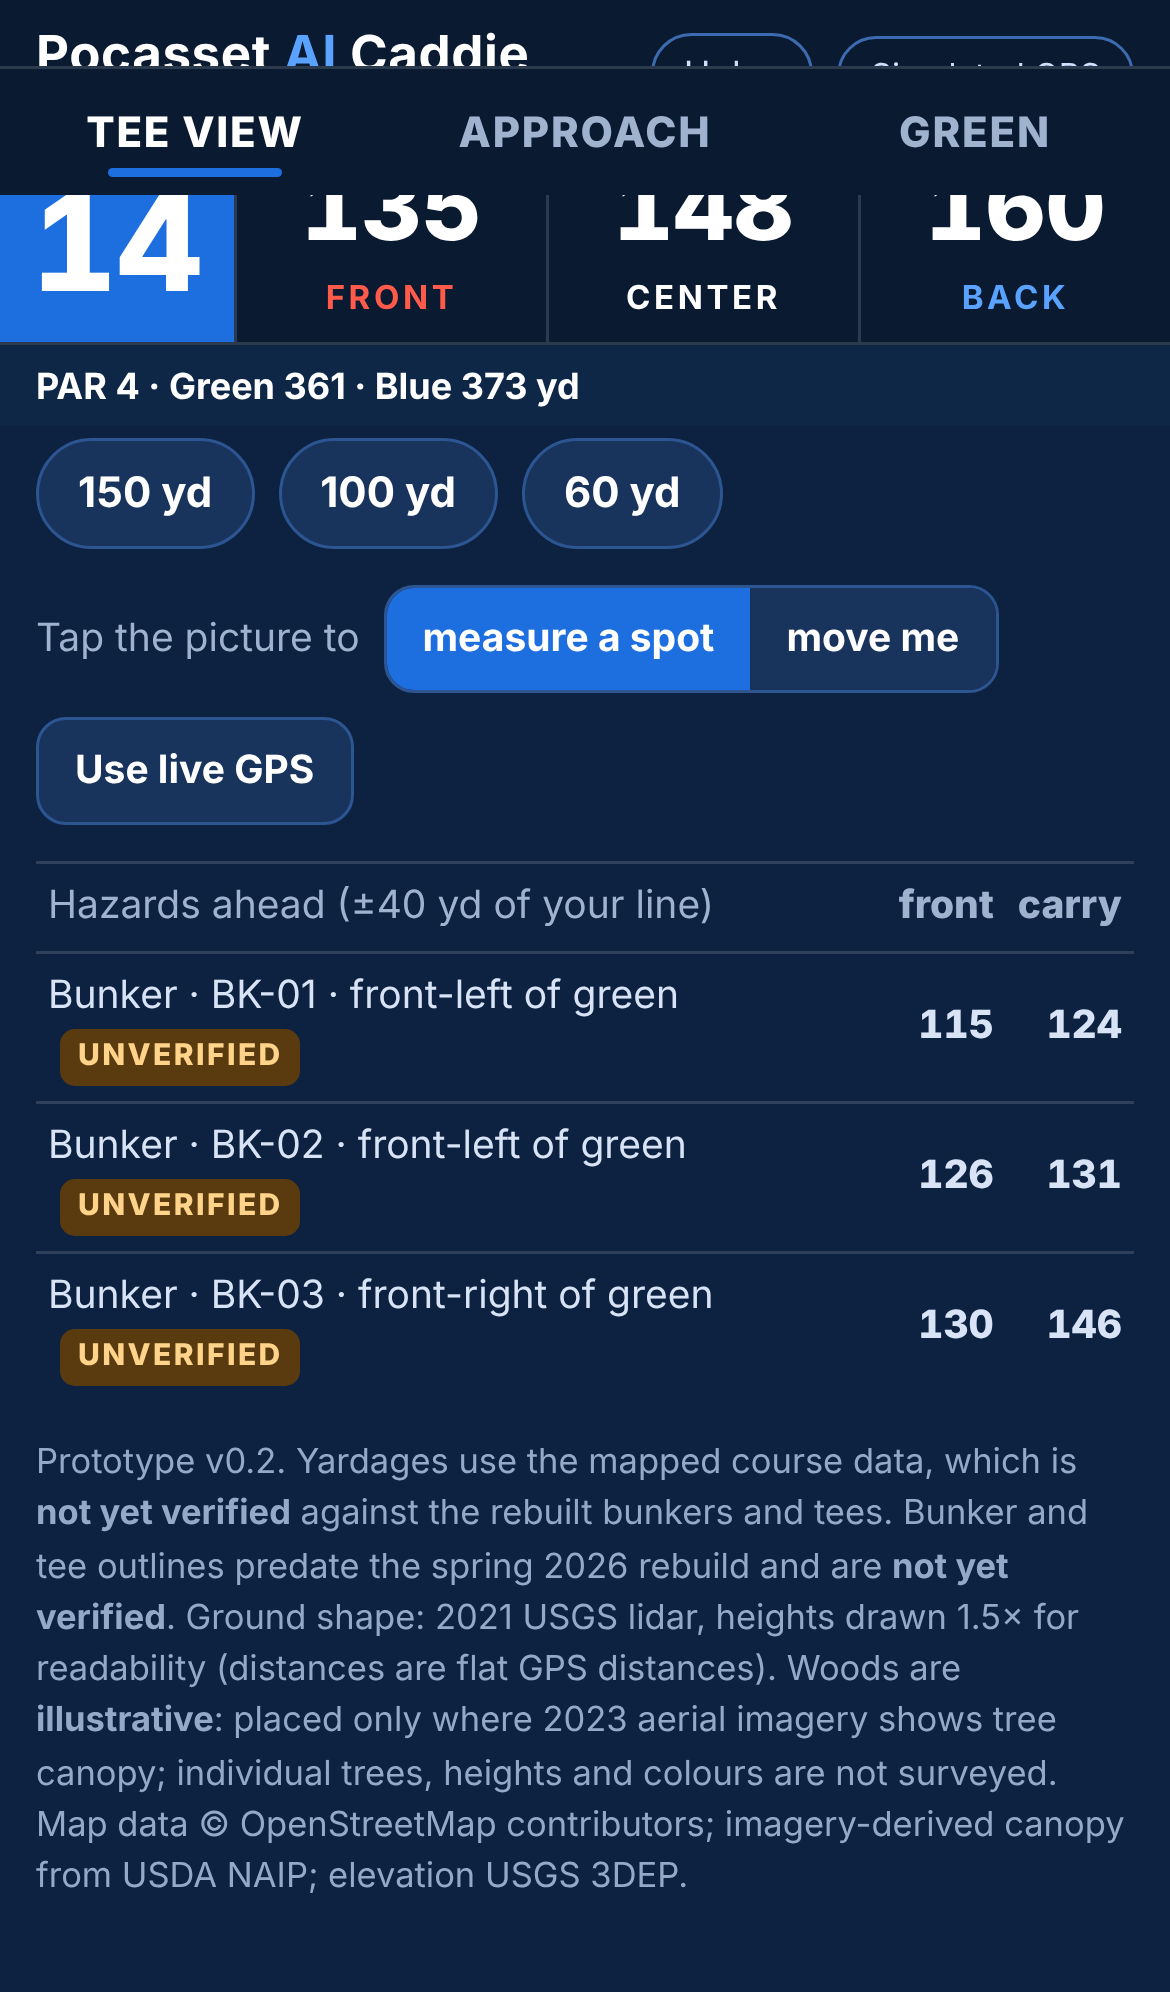 Pocasset AI Caddie
TEE VIEW APPROACH GREEN
14 135 148 160
FRONT CENTER BACK
PAR 4 · Green 361 · Blue 373 yd
150 yd 100 yd 60 yd
Tap the picture to measure a spot move me
Use live GPS
Hazards ahead (±40 yd of your line) front carry
Bunker · BK-01 · front-left of green 115 124
UNVERIFIED
Bunker · BK-02 · front-left of green 126 131
UNVERIFIED
Bunker · BK-03 · front-right of green 130 146
UNVERIFIED
Prototype v0.2. Yardages use the mapped course data, which is
not yet verified against the rebuilt bunkers and tees. Bunker and
tee outlines predate the spring 2026 rebuild and are not yet
verified. Ground shape: 2021 USGS lidar, heights drawn 1.5× for
readability (distances are flat GPS distances). Woods are
illustrative: placed only where 2023 aerial imagery shows tree
canopy; individual trees, heights and colours are not surveyed.
Map data © OpenStreetMap contributors; imagery-derived canopy
from USDA NAIP; elevation USGS 3DEP.